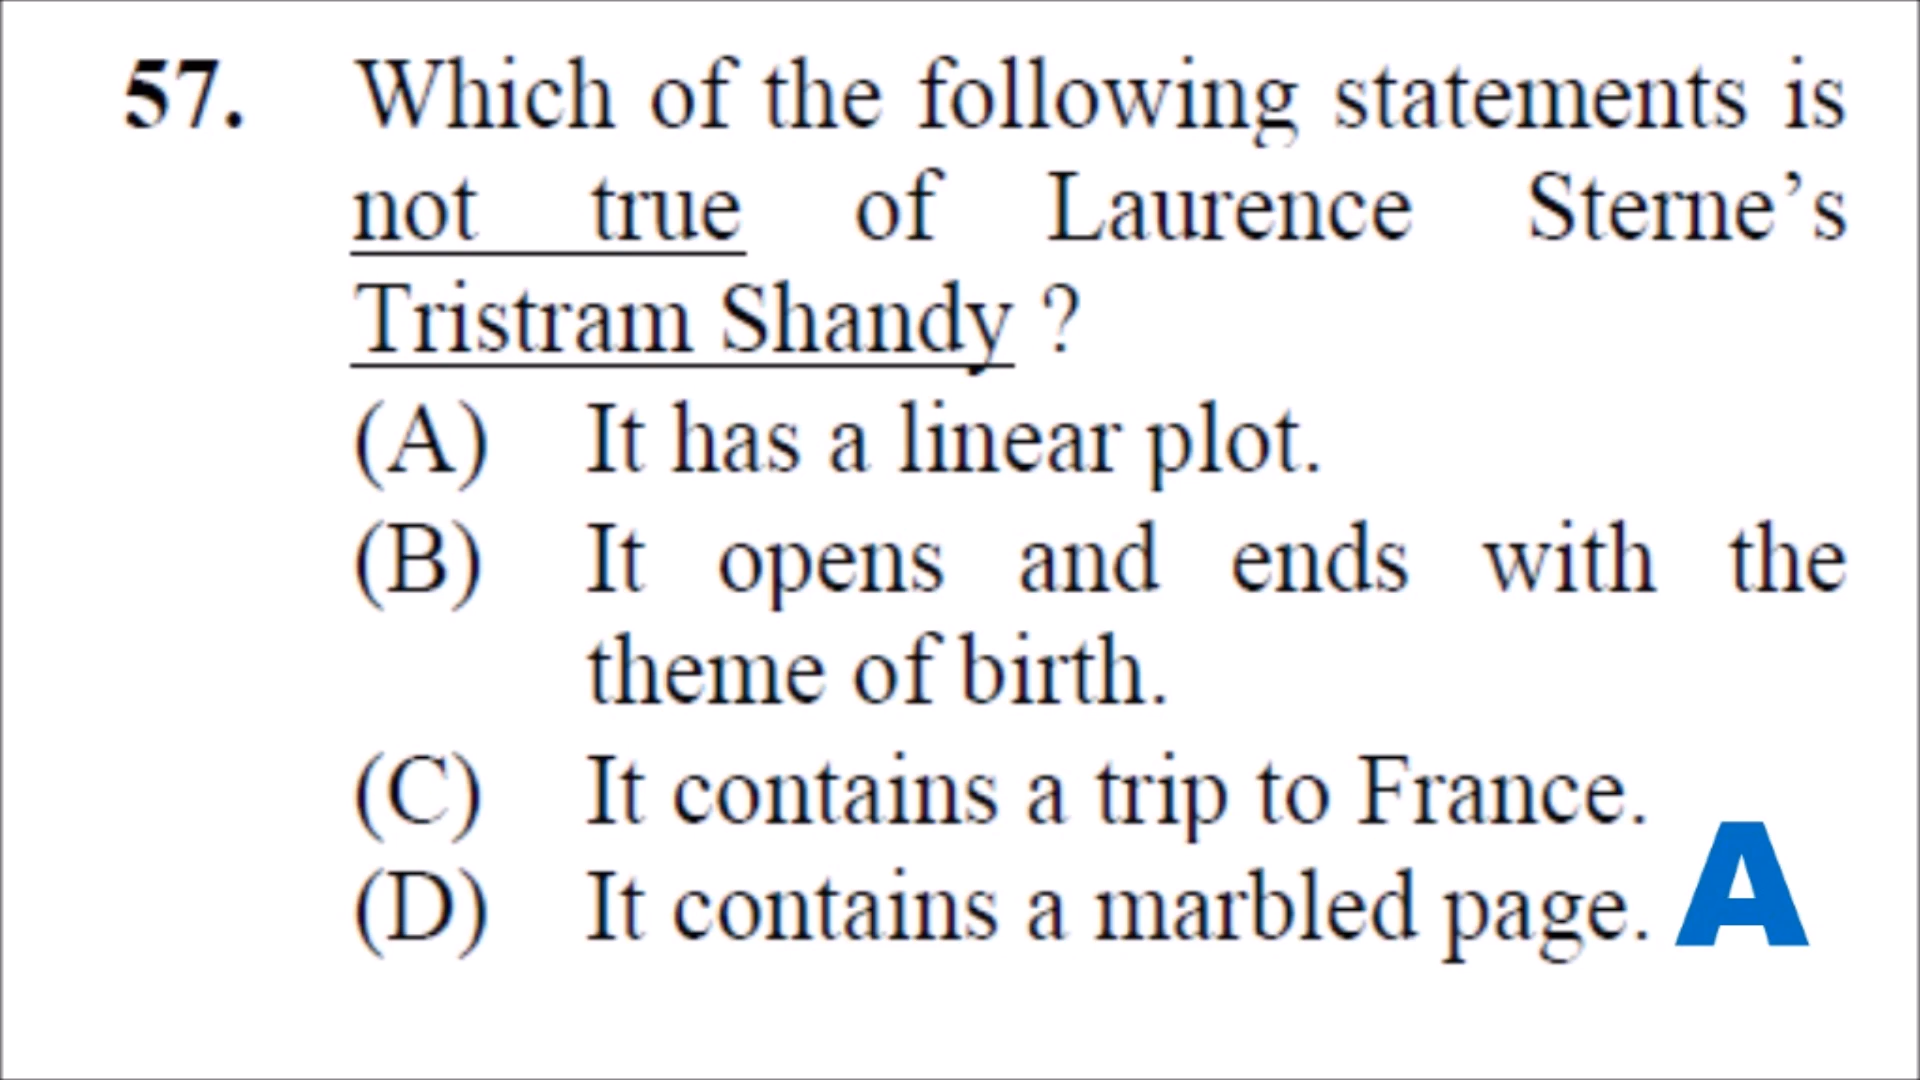 57. Which of the following statements is
not true of Laurence Sterne’s
Tristram Shandy ?
(A) It has a linear plot.
(B) It opens and ends with the
theme of birth.
(C) It contains a trip to France.
(D) It contains a marbled page. A